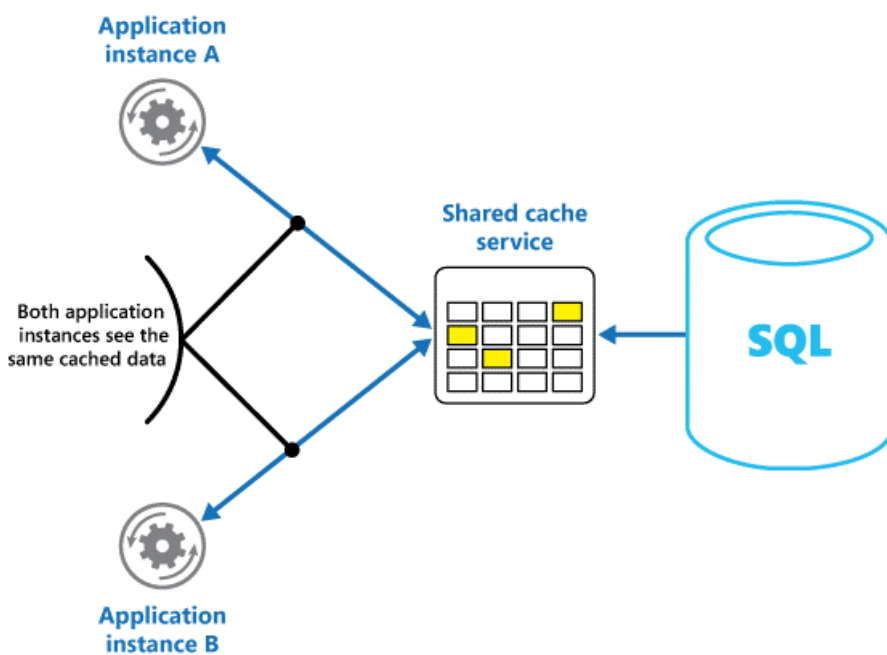 Application
instance A
Shared cache
service
Both application
instances see the
same cached data
SQL
Application
instance B